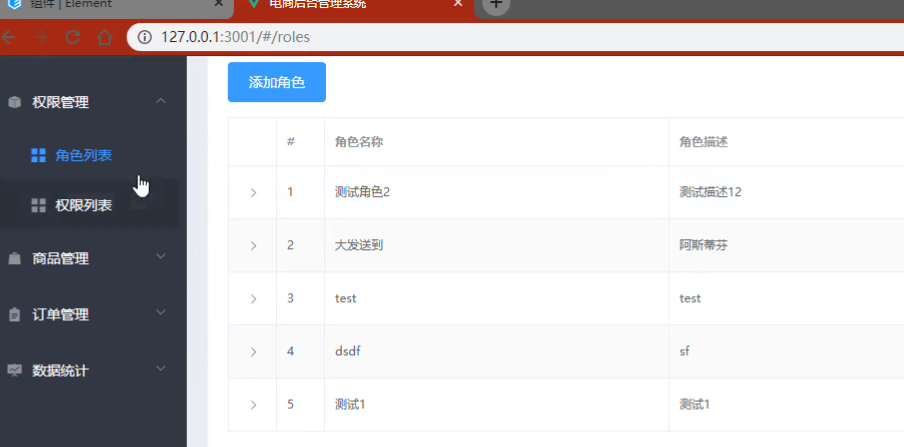 组件 | Element
电商后台管理系统
127.0.0.1:3001/#/roles
权限管理
角色列表
权限列表
商品管理
订单管理
数据统计
添加角色
# 角色名称 角色描述
1 测试角色2 测试描述12
2 大发送到 阿斯蒂芬
3 test test
4 dsdf sf
5 测试1 测试1